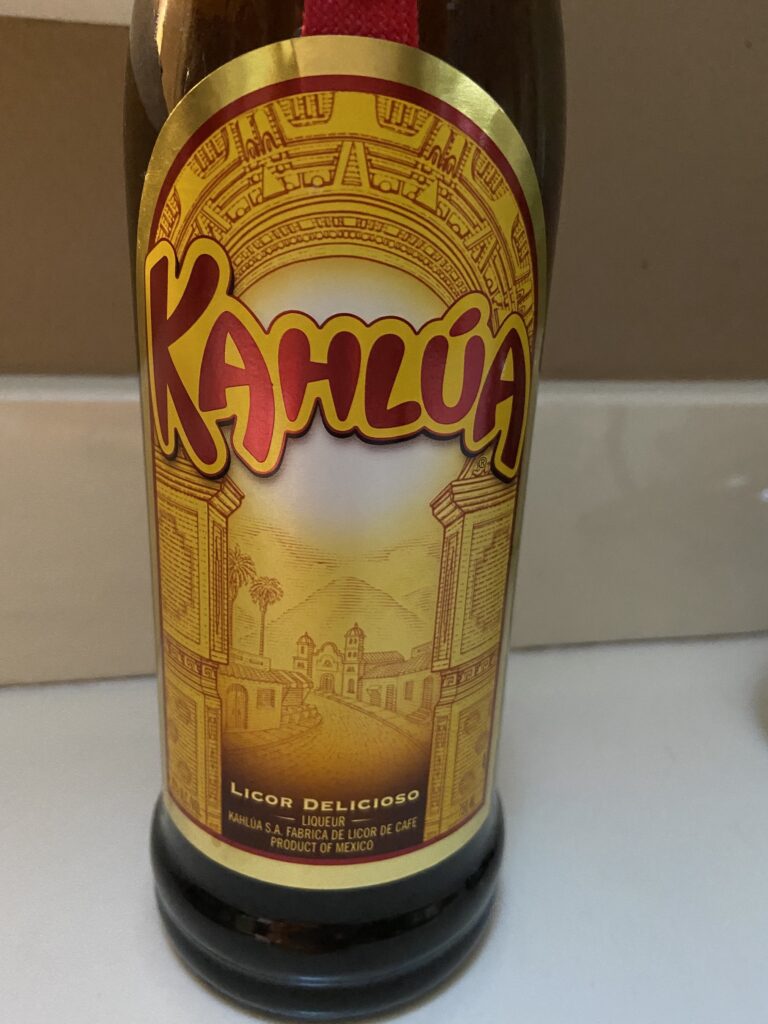 KAHLÚA
®
LICOR DELICIOSO
LIQUEUR
KAHLÚA S.A. FABRICA DE LICOR DE CAFE
PRODUCT OF MEXICO